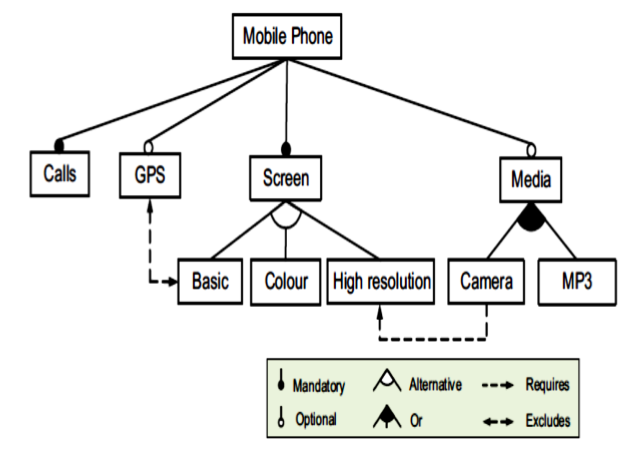 Mobile Phone
Calls
GPS
Screen
Media
Basic
Colour
High resolution
Camera
MP3
Mandatory
Alternative
Requires
Optional
Or
Excludes